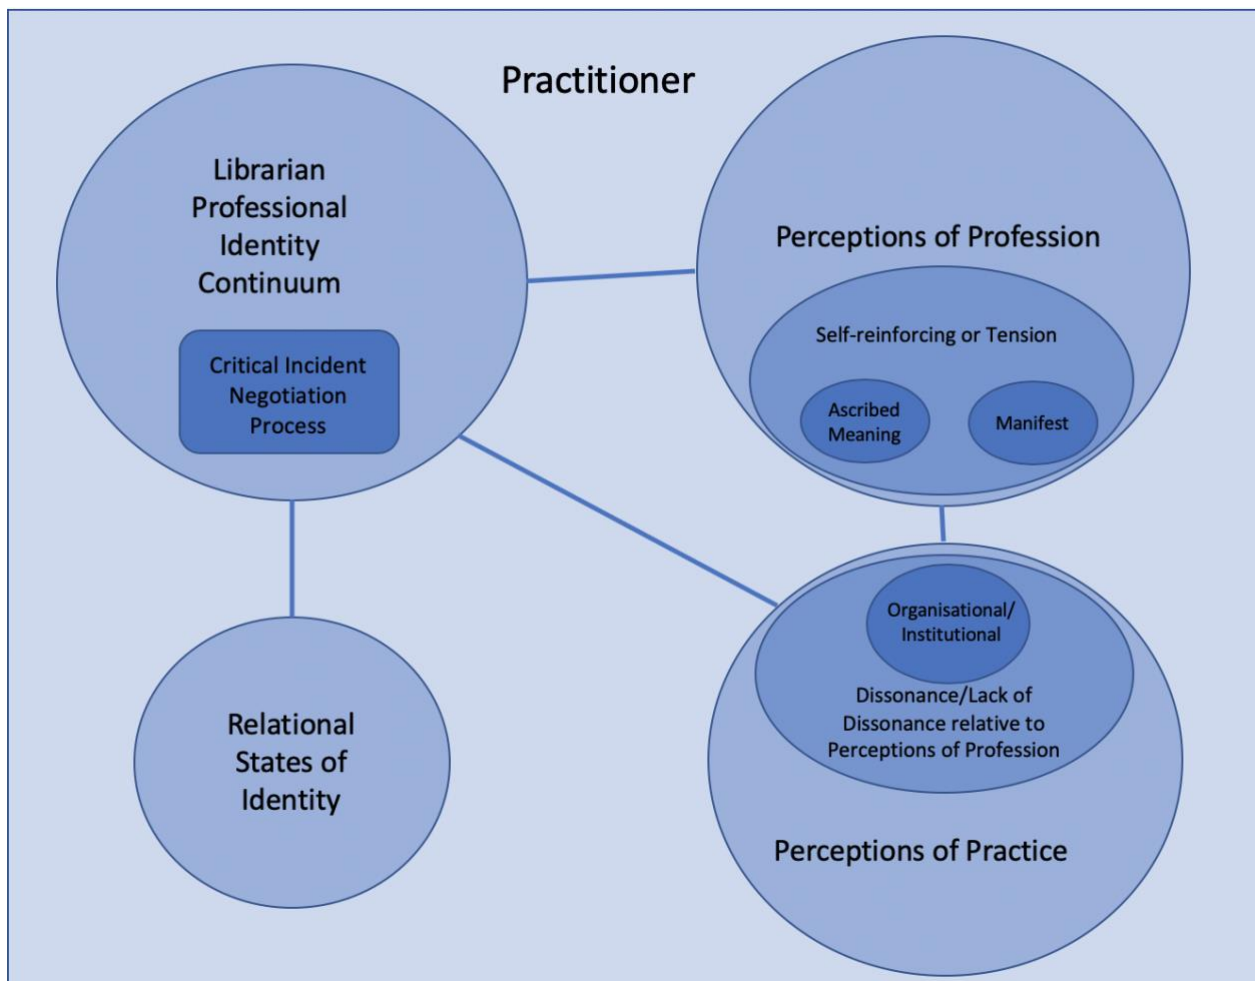 Practitioner
Librarian
Professional
Identity
Continuum
Critical Incident
Negotiation
Process
Perceptions of Profession
Self-reinforcing or Tension
Ascribed
Meaning
Manifest
Relational
States of
Identity
Organisational/
Institutional
Dissonance/Lack of
Dissonance relative to
Perceptions of Profession
Perceptions of Practice